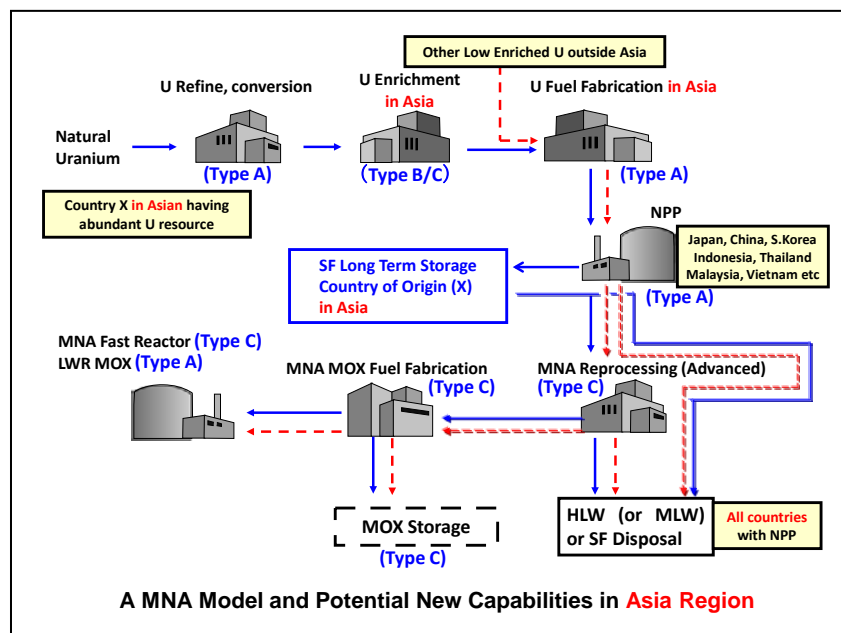 Other Low Enriched U outside Asia
U Refine, conversion
U Enrichment
in Asia
U Fuel Fabrication in Asia
Natural
Uranium
(Type A)
(Type B/C)
(Type A)
Country X in Asian having
abundant U resource
NPP
Japan, China, S.Korea
Indonesia, Thailand
Malaysia, Vietnam etc
SF Long Term Storage
Country of Origin (X)
in Asia
(Type A)
MNA Fast Reactor (Type C)
LWR MOX (Type A)
MNA MOX Fuel Fabrication
(Type C)
MNA Reprocessing (Advanced)
(Type C)
MOX Storage
(Type C)
HLW (or MLW)
or SF Disposal
All countries
with NPP
A MNA Model and Potential New Capabilities in Asia Region